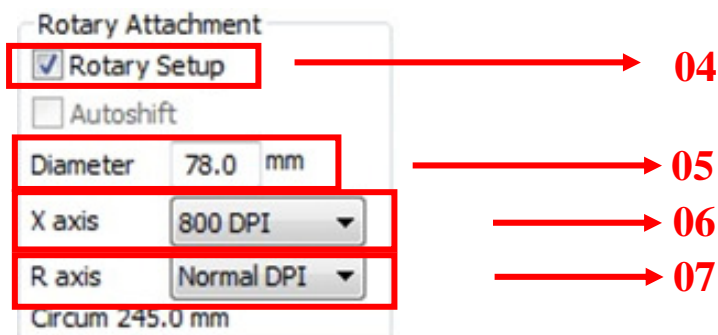 Rotary Attachment
Rotary Setup 04
Autoshift
Diameter 78.0 mm 05
X axis 800 DPI 06
R axis Normal DPI 07
Circum 245.0 mm